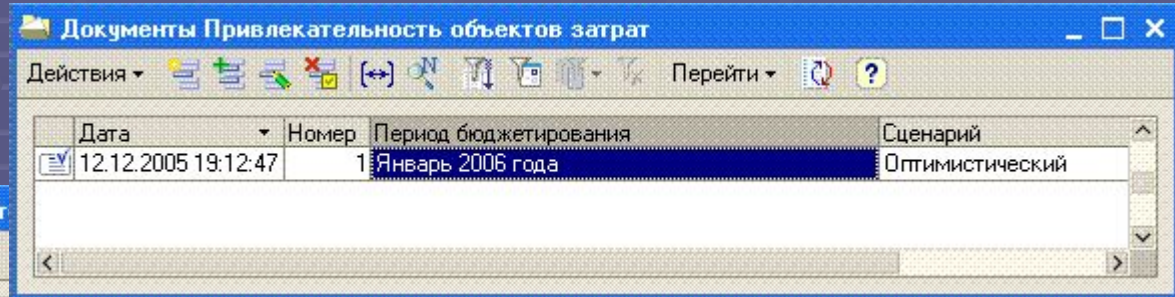 Документы Привлекательность объектов затрат
Действия Перейти
Дата Номер Период бюджетирования Сценарий
12.12.2005 19:12:47 1 Январь 2006 года Оптимистический